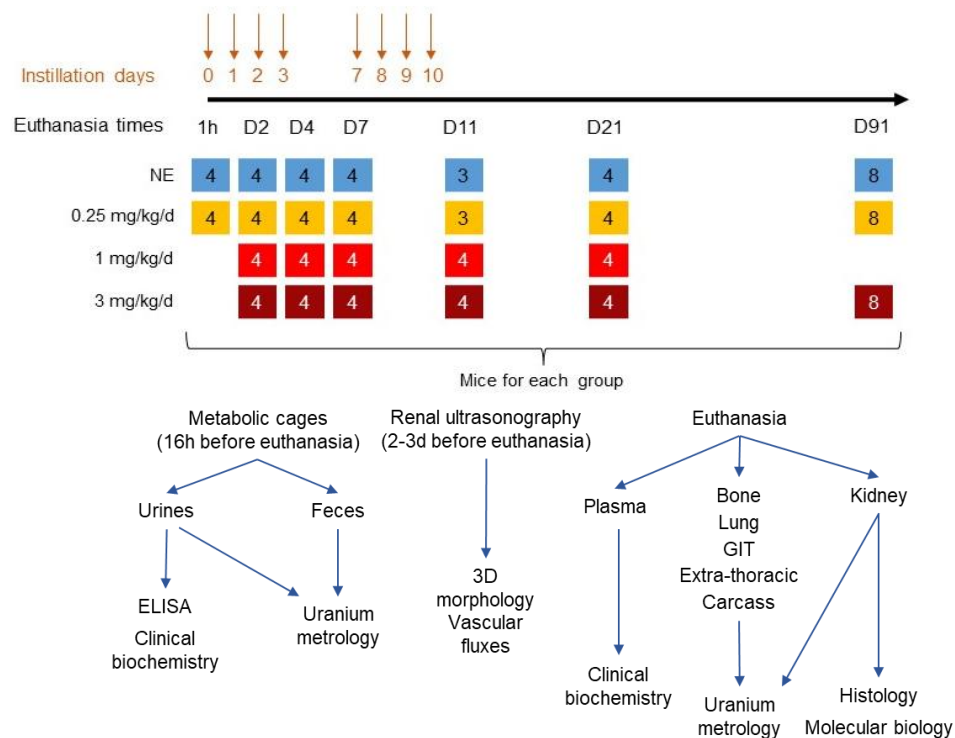 Instillation days 0 1 2 3 7 8 9 10
Euthanasia times 1h D2 D4 D7 D11 D21 D91
NE 4 4 4 4 3 4 8
0.25 mg/kg/d 4 4 4 4 3 4 8
1 mg/kg/d 4 4 4 4 4
3 mg/kg/d 4 4 4 4 4 8
Mice for each group
Metabolic cages
(16h before euthanasia)
Urines
Feces
ELISA
Clinical
biochemistry
Uranium
metrology
Renal ultrasonography
(2-3d before euthanasia)
3D
morphology
Vascular
fluxes
Euthanasia
Plasma
Bone
Lung
GIT
Extra-thoracic
Carcass
Kidney
Clinical
biochemistry
Uranium
metrology
Histology
Molecular biology